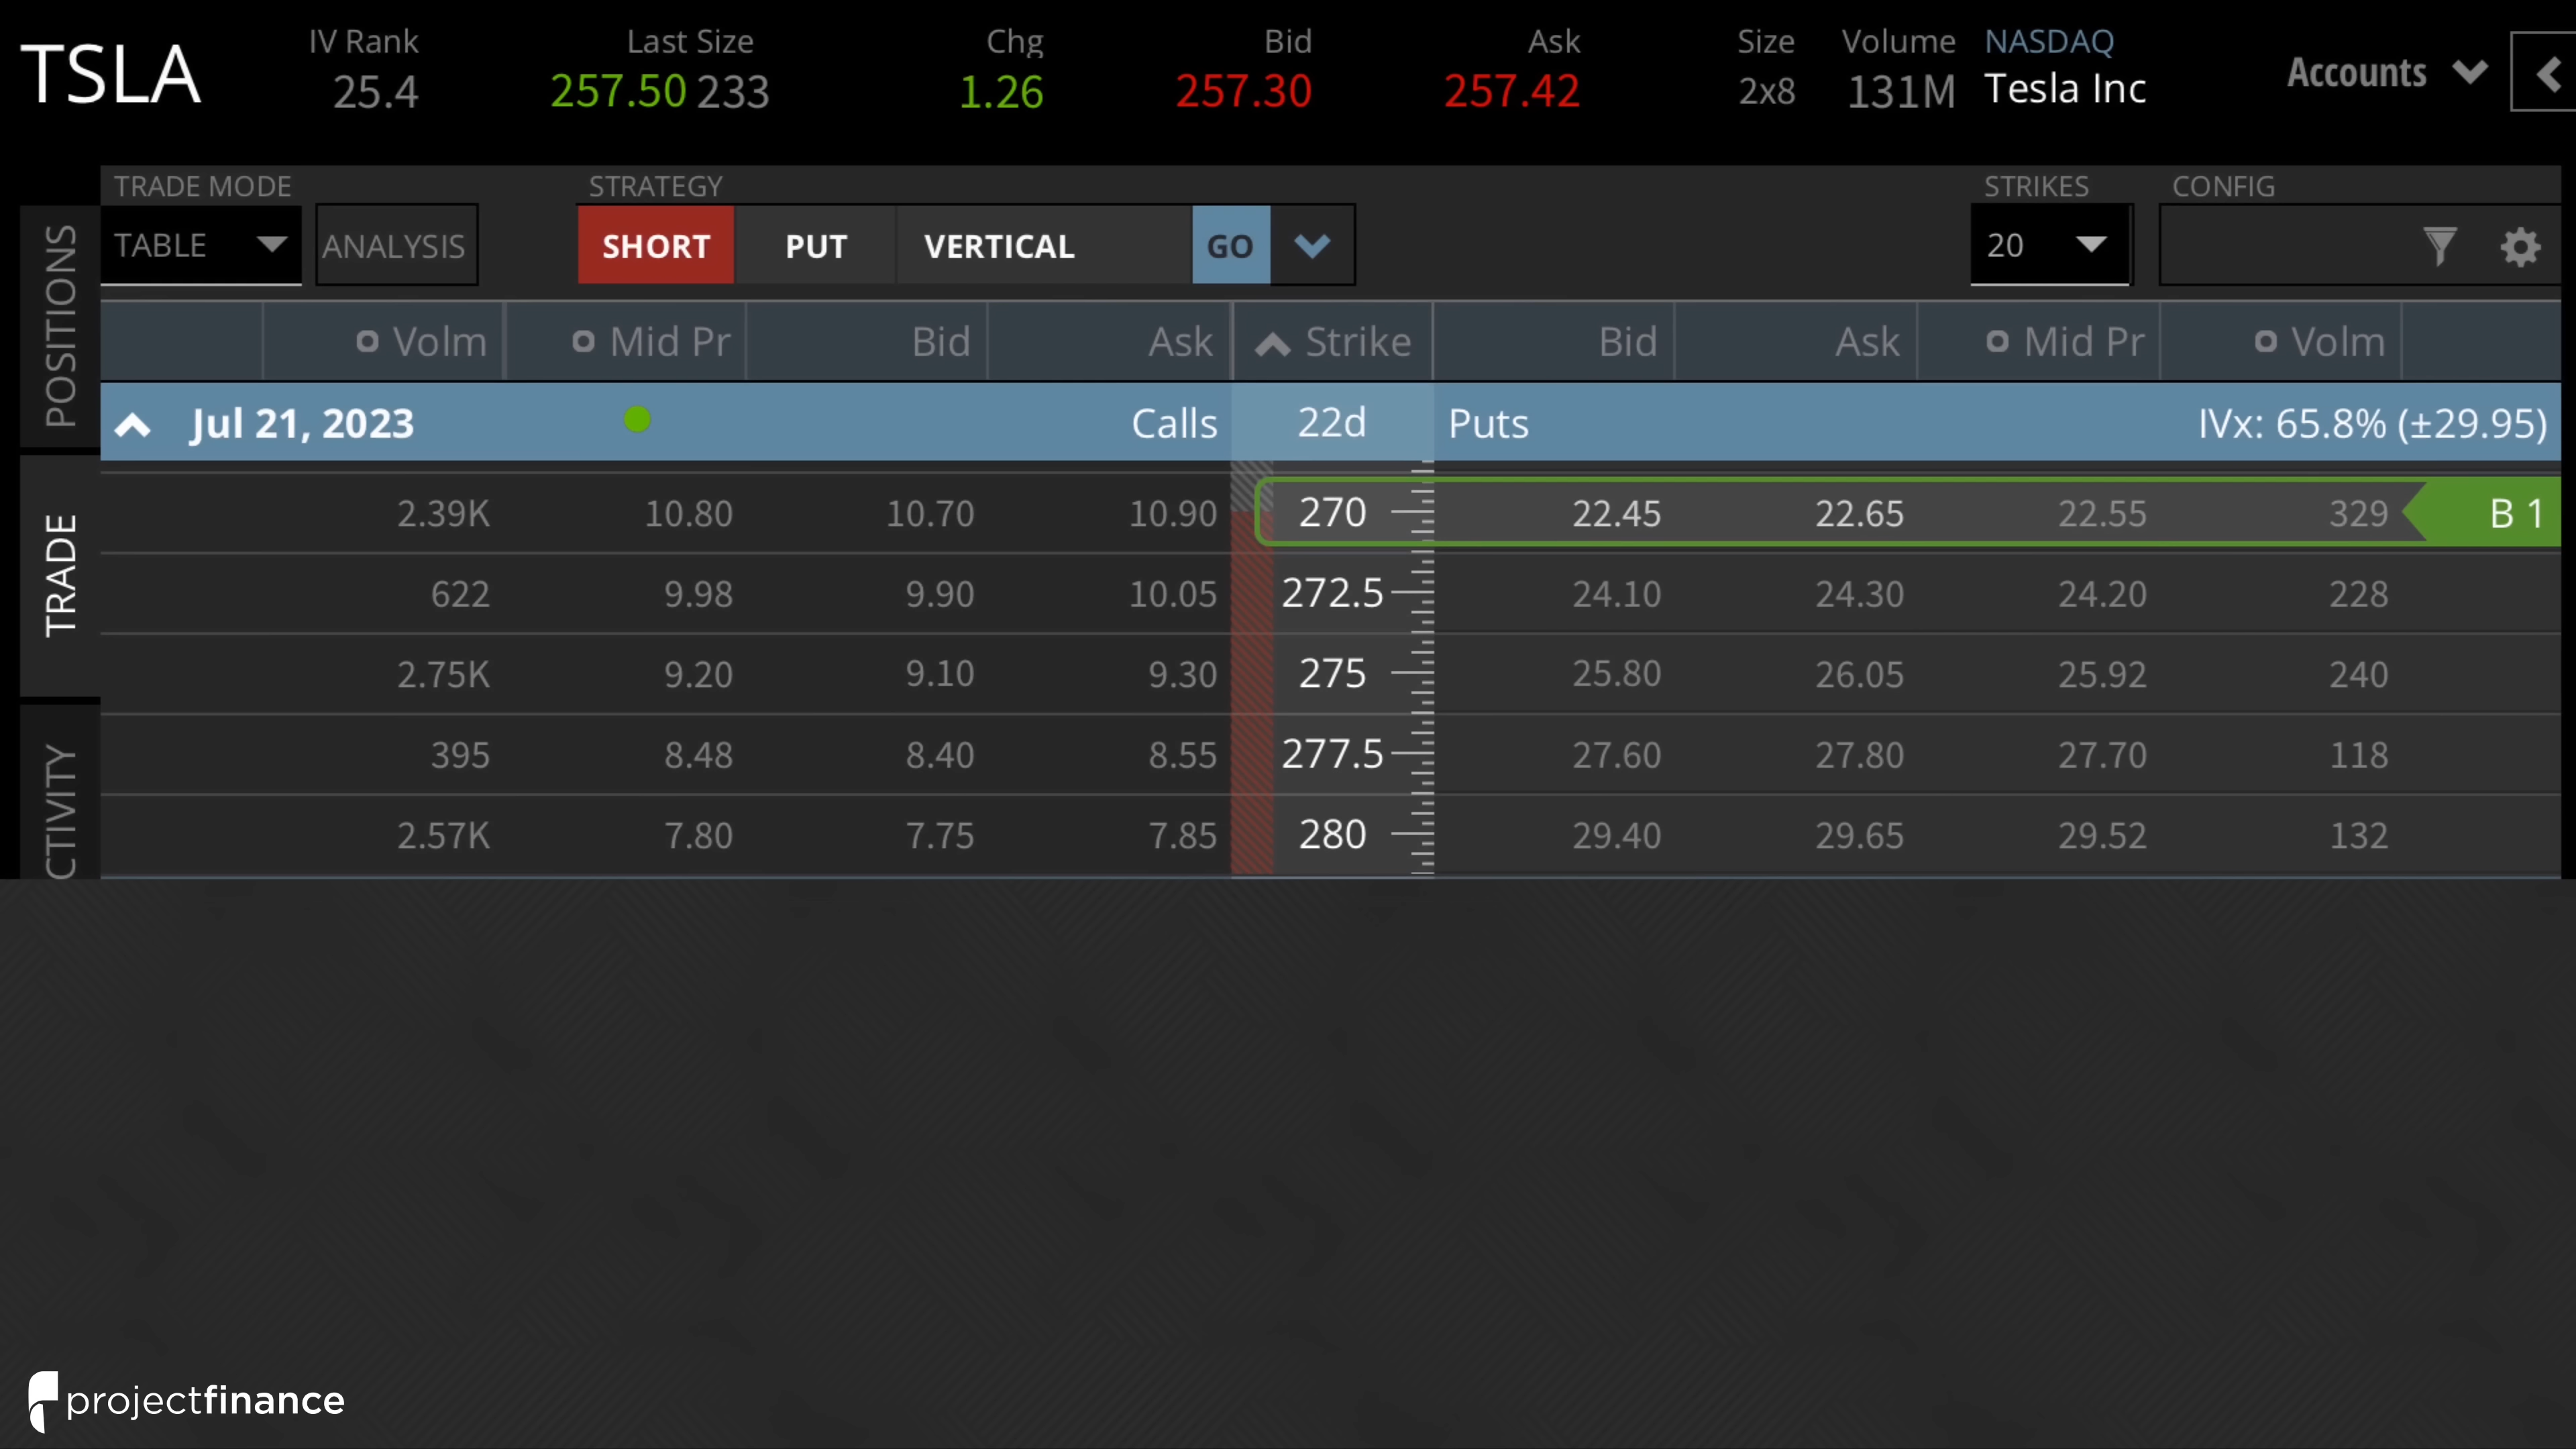 TSLA
IV Rank Last Size Chg Bid Ask Size Volume NASDAQ
25.4 257.50 233 1.26 257.30 257.42 2x8 131M Tesla Inc
Accounts
TRADE MODE STRATEGY STRIKES CONFIG
TABLE ANALYSIS SHORT PUT VERTICAL GO 20
POSITIONS
TRADE
CTIVITY
Volm Mid Pr Bid Ask Strike Bid Ask Mid Pr Volm
Jul 21, 2023 Calls 22d Puts IVx: 65.8% (±29.95)
2.39K 10.80 10.70 10.90 270 22.45 22.65 22.55 329 B 1
622 9.98 9.90 10.05 272.5 24.10 24.30 24.20 228
2.75K 9.20 9.10 9.30 275 25.80 26.05 25.92 240
395 8.48 8.40 8.55 277.5 27.60 27.80 27.70 118
2.57K 7.80 7.75 7.85 280 29.40 29.65 29.52 132
projectfinance